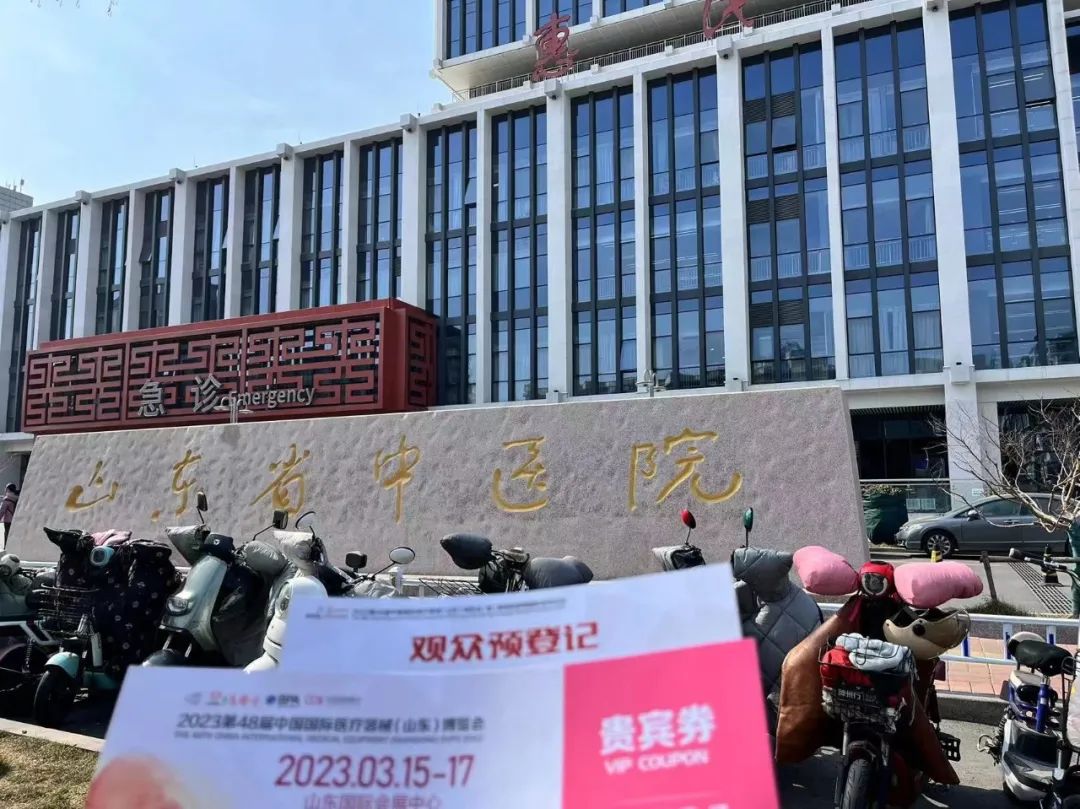 惠
急诊 Emergency
山东省中医院
观众预登记
2023第48届中国国际医疗器械(山东)博览会
2023.03.15-17
山东国际会展中心
贵宾券
VIP COUPON